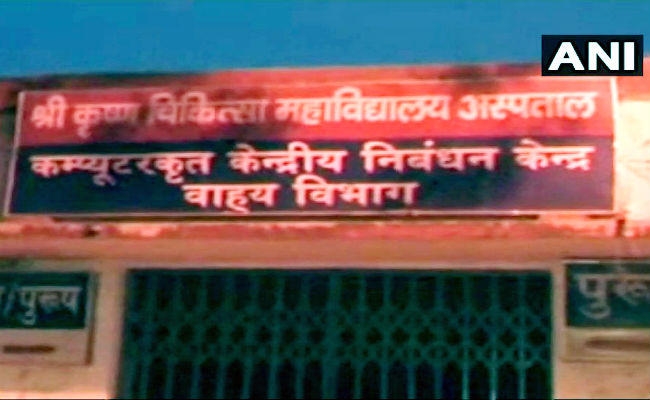 ANI
श्री कृष्ण चिकित्सा महाविद्यालय अस्पताल
कम्प्यूटरकृत केन्द्रीय निबंधन केन्द्र
वाह्य विभाग
/पुरूष
पुरू